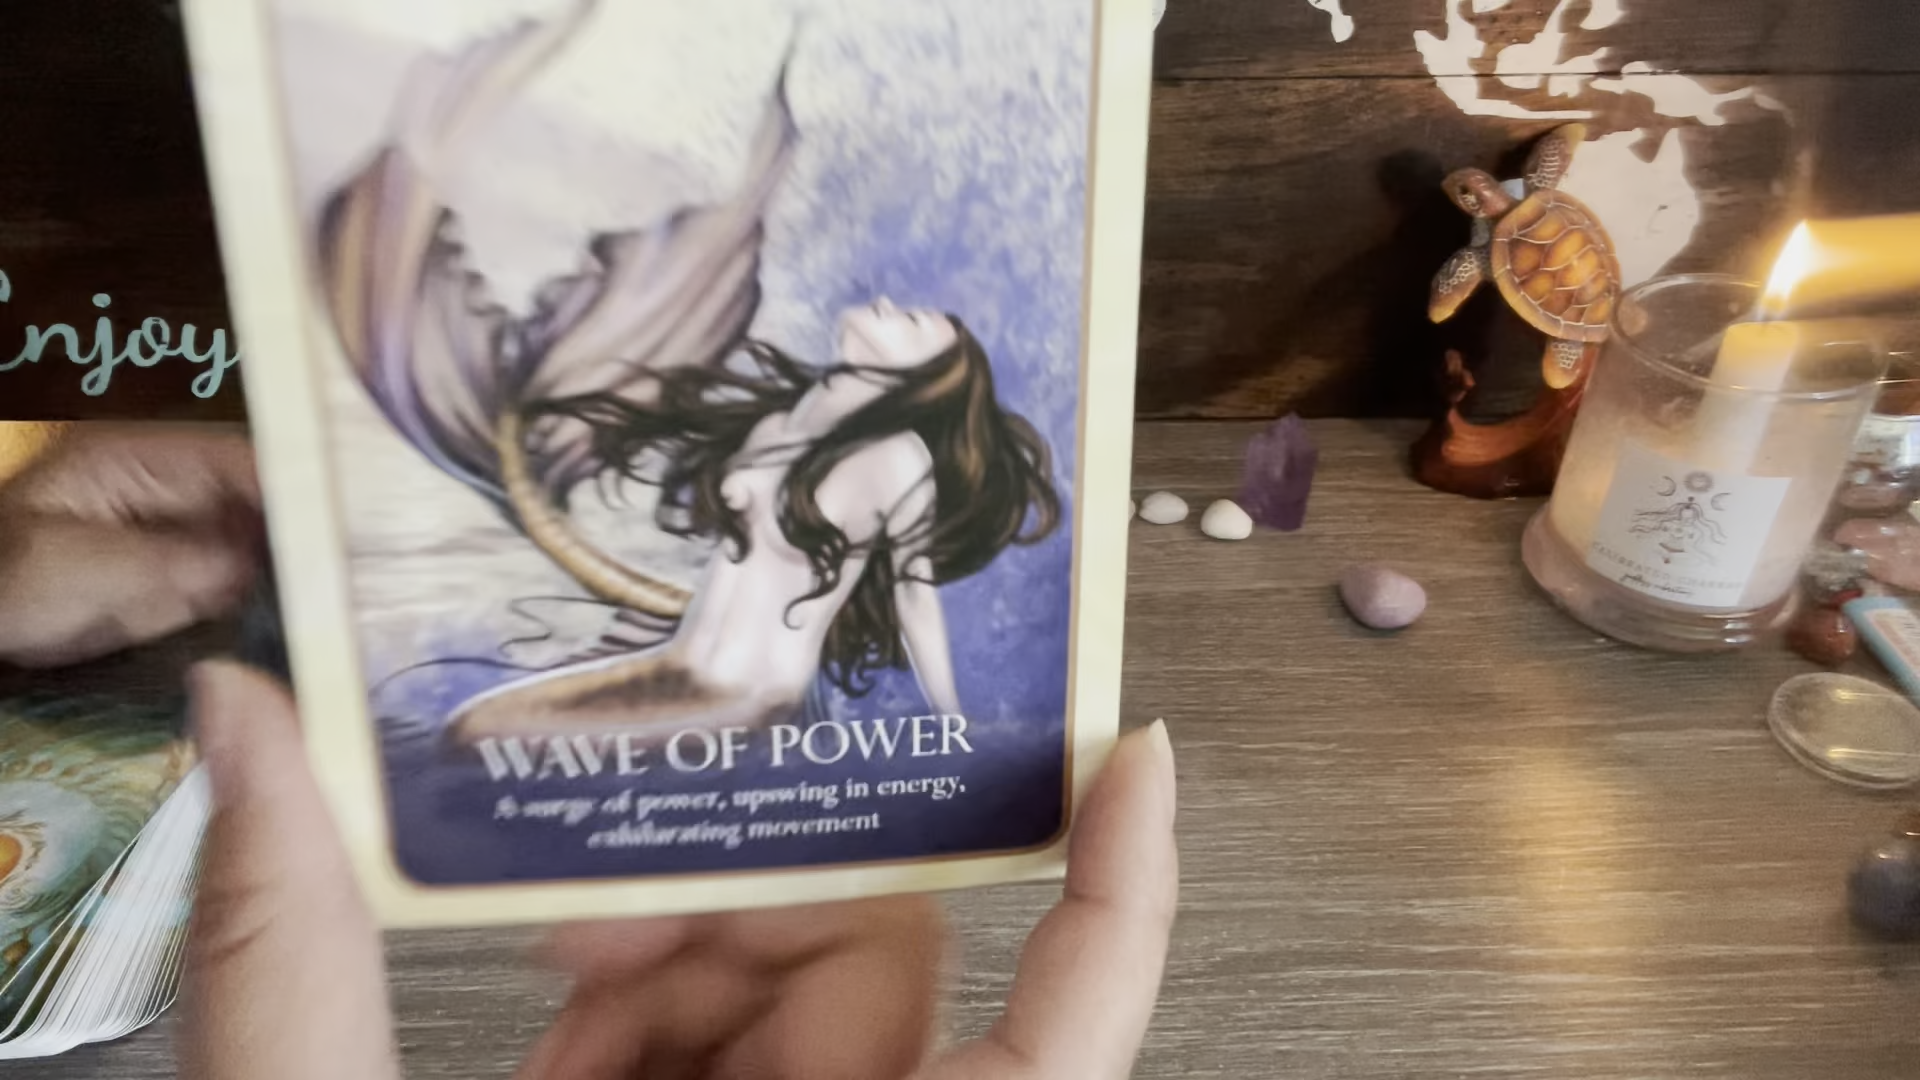 Enjoy
WAVE OF POWER
A surge of power, upswing in energy,
exhilarating movement